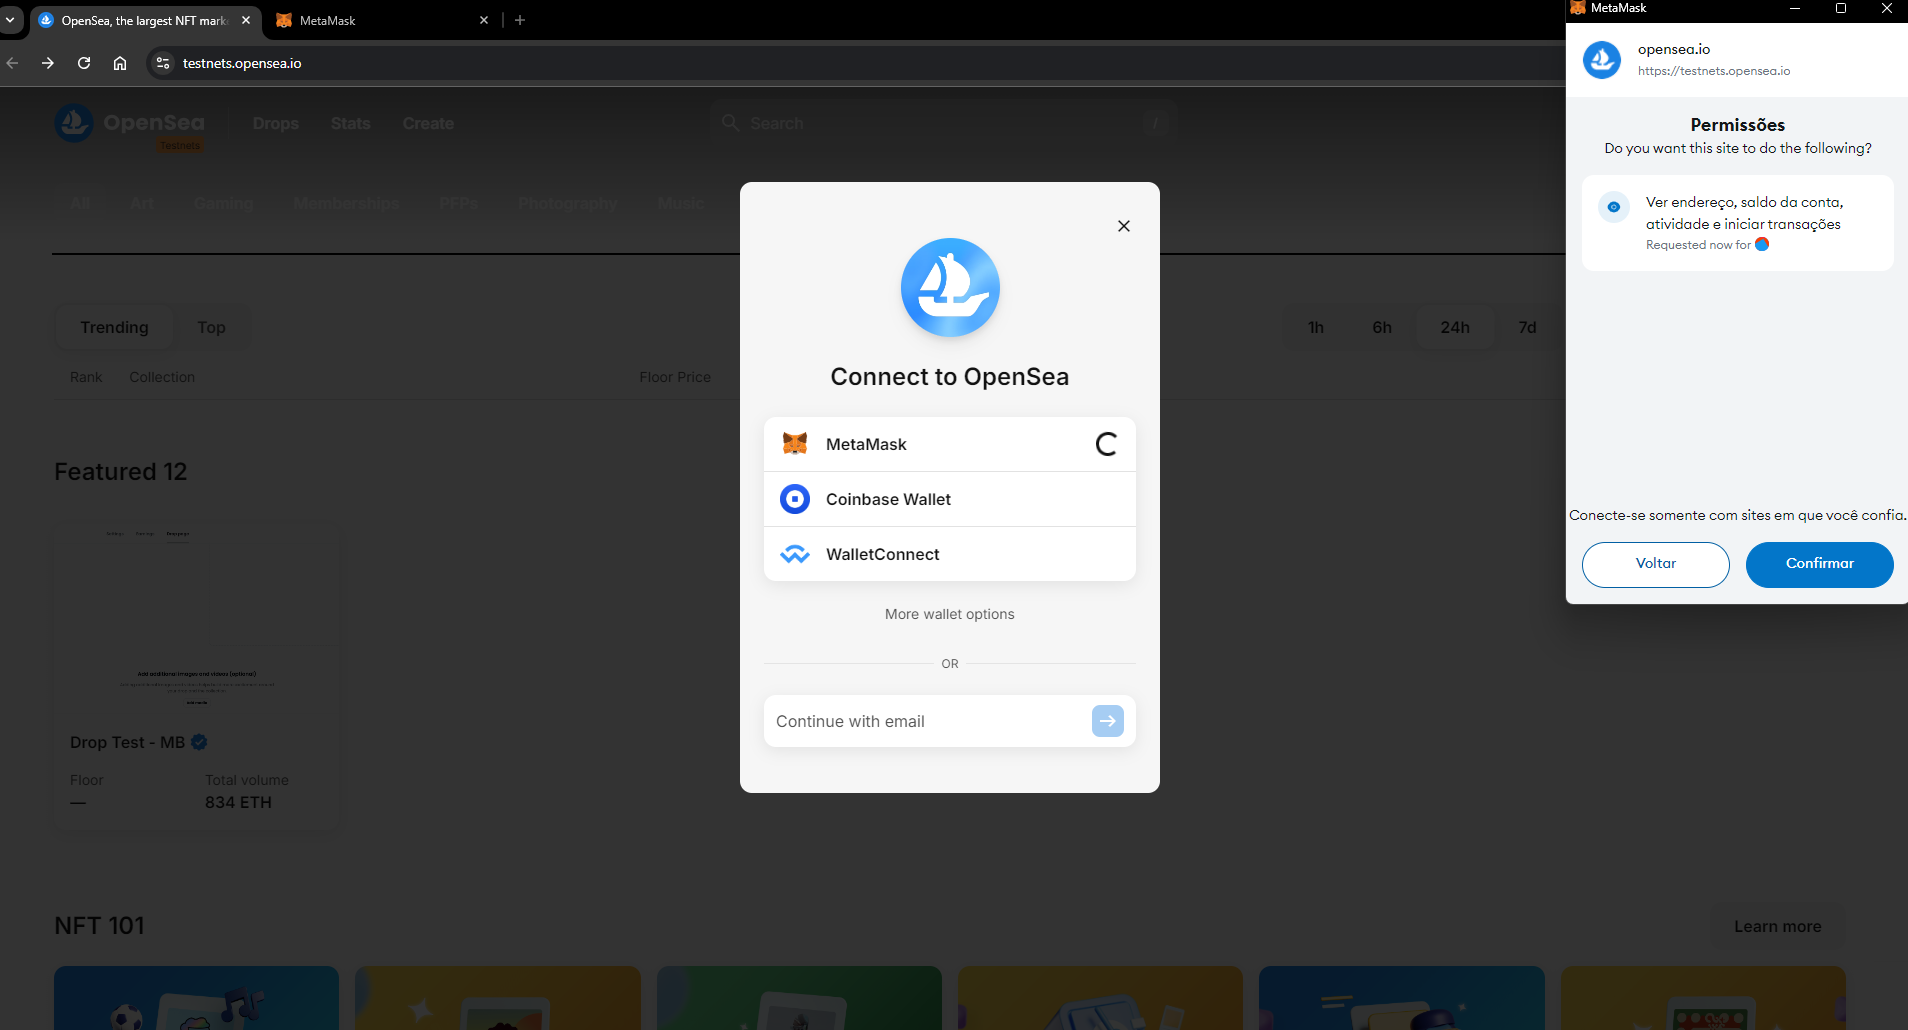 OpenSea, the largest NFT mark
MetaMask
testnets.opensea.io
OpenSea
Testnets
Drops
Stats
Create
Search
/
All
Art
Gaming
Memberships
PFPs
Photography
Music
Trending
Top
1h
6h
24h
7d
Rank
Collection
Floor Price
Featured 12
Add additional images and videos (optional)
Drop Test - MB
Floor
Total volume
—
834 ETH
NFT 101
Learn more
Connect to OpenSea
MetaMask
Coinbase Wallet
WalletConnect
More wallet options
OR
Continue with email
MetaMask
opensea.io
https://testnets.opensea.io
Permissões
Do you want this site to do the following?
Ver endereço, saldo da conta,
atividade e iniciar transações
Requested now for
Conecte-se somente com sites em que você confia.
Voltar
Confirmar